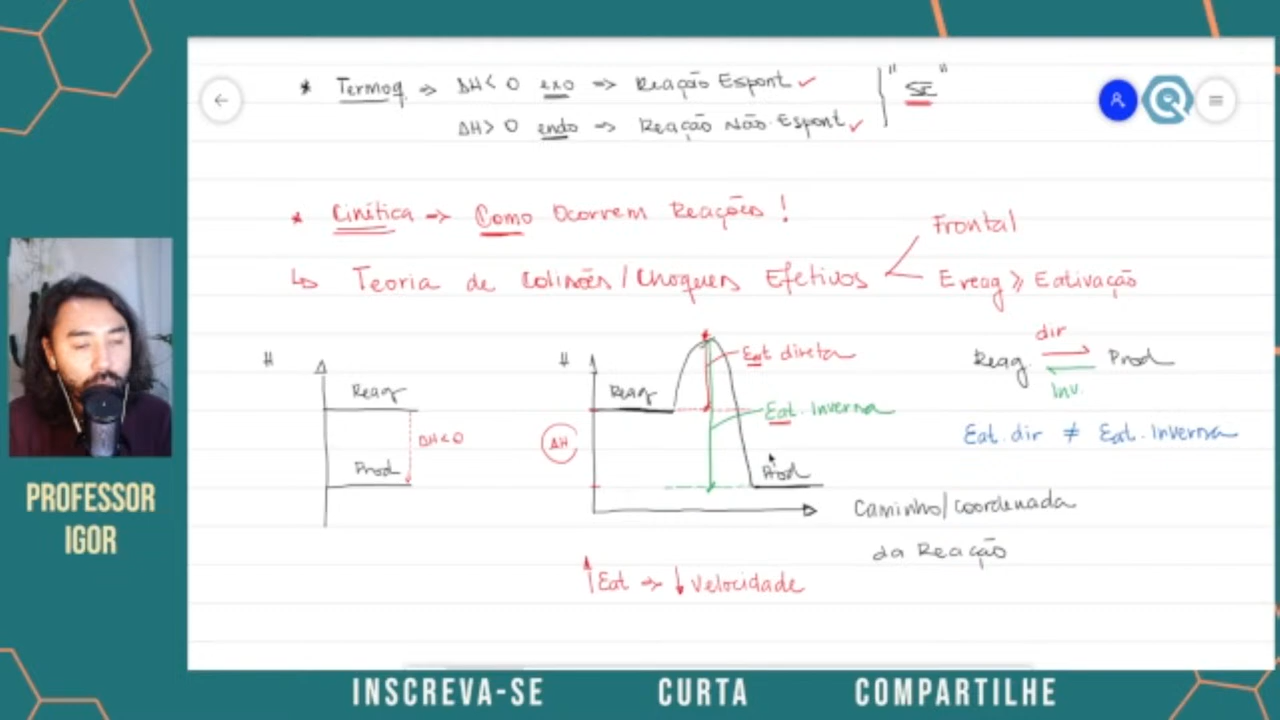 * Termoq → ΔH < 0 exo ⇒ Reação Espont ✓ } "SE"
ΔH > 0 endo ⇒ Reação Não Espont ✓
* Cinética → Como Ocorrem Reações!
Frontal
↳ Teoria de Colisões/Choques Efetivos
Ereag ⩾ Eativação
dir
Reag Prod
Inv.
H
Reag
ΔH<0
Prod
H
Reag
Eat direta
Eat. Inversa
ΔH
Prod
Eat. dir ≠ Eat. Inversa
Caminho/coordenada
da Reação
↑Eat → ↓Velocidade
PROFESSOR
IGOR
INSCREVA-SE CURTA COMPARTILHE